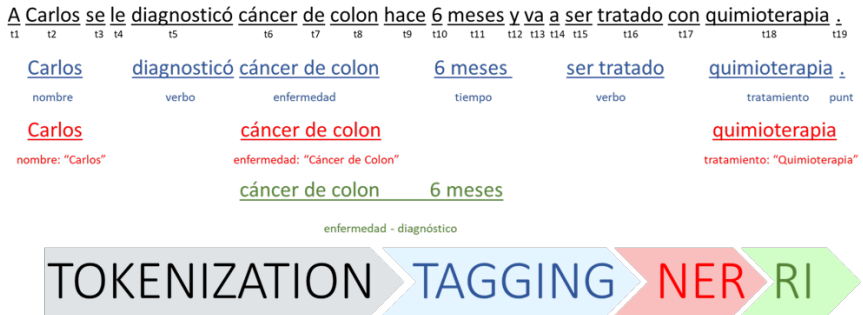 A Carlos se le diagnosticó cáncer de colon hace 6 meses y va a ser tratado con quimioterapia .
t1 t2 t3 t4 t5 t6 t7 t8 t9 t10 t11 t12 t13 t14 t15 t16 t17 t18 t19
Carlos diagnosticó cáncer de colon 6 meses ser tratado quimioterapia .
nombre verbo enfermedad tiempo verbo tratamiento punt
Carlos cáncer de colon quimioterapia
nombre: “Carlos” enfermedad: “Cáncer de Colon” tratamiento: “Quimioterapia”
cáncer de colon 6 meses
enfermedad - diagnóstico
TOKENIZATION TAGGING NER RI